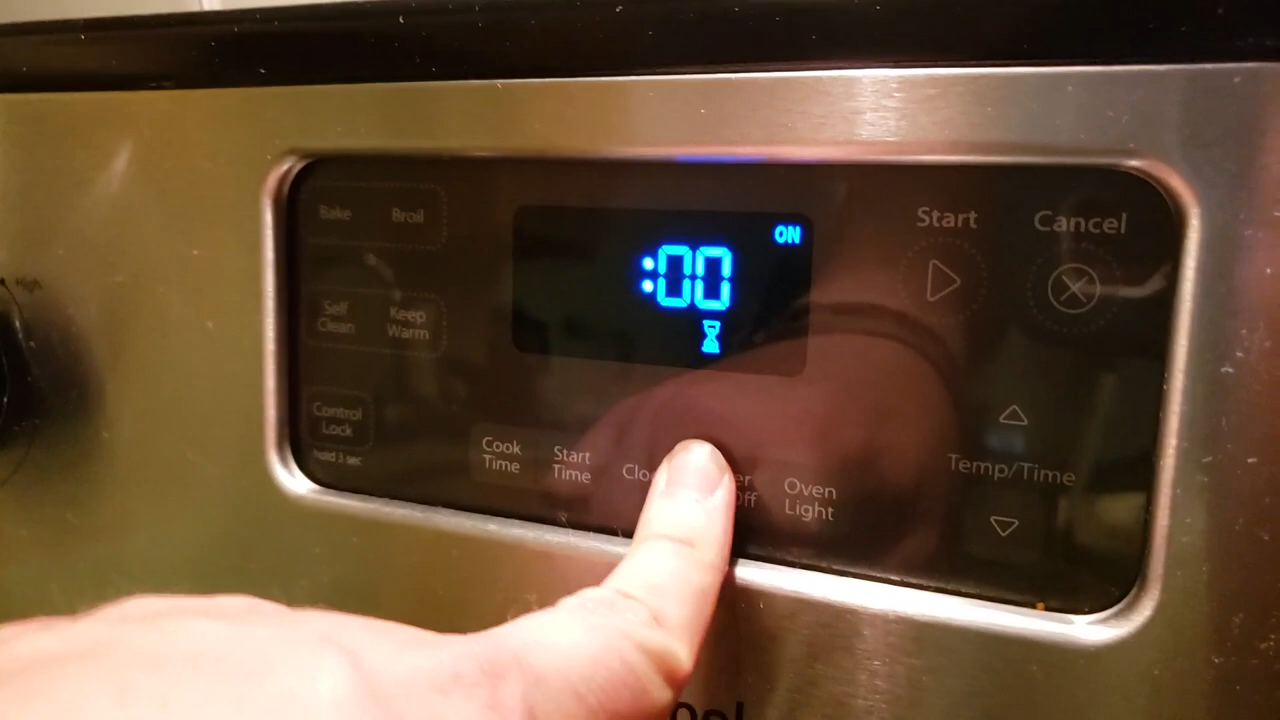 High
Bake
Broil
ON
:00
Start
Cancel
Self
Clean
Keep
Warm
Control
Lock
hold 3 sec
Cook
Time
Start
Time
Oven
Light
Temp/Time